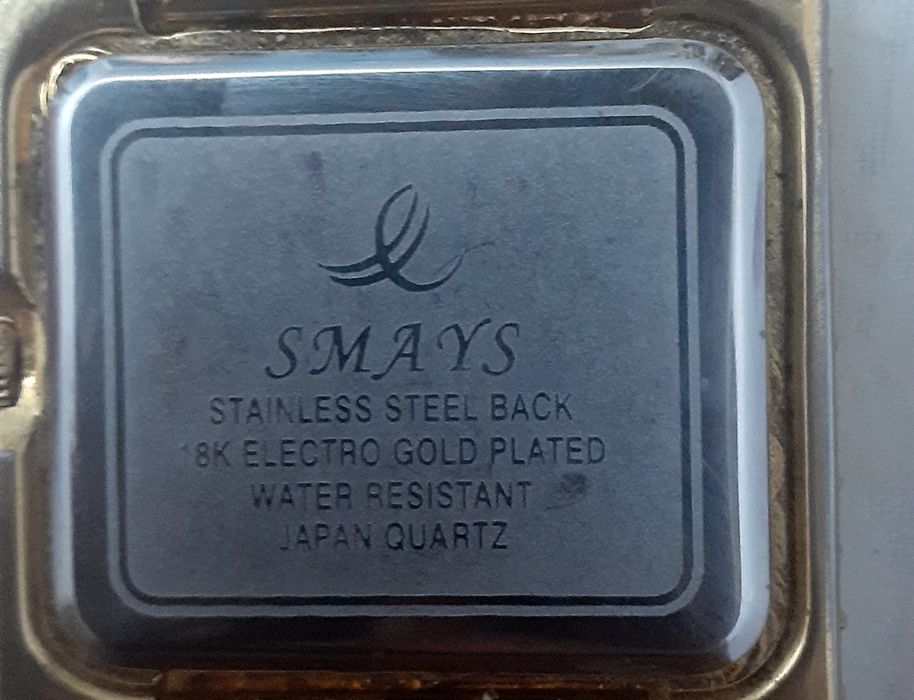 SMAYS
STAINLESS STEEL BACK
18K ELECTRO GOLD PLATED
WATER RESISTANT
JAPAN QUARTZ